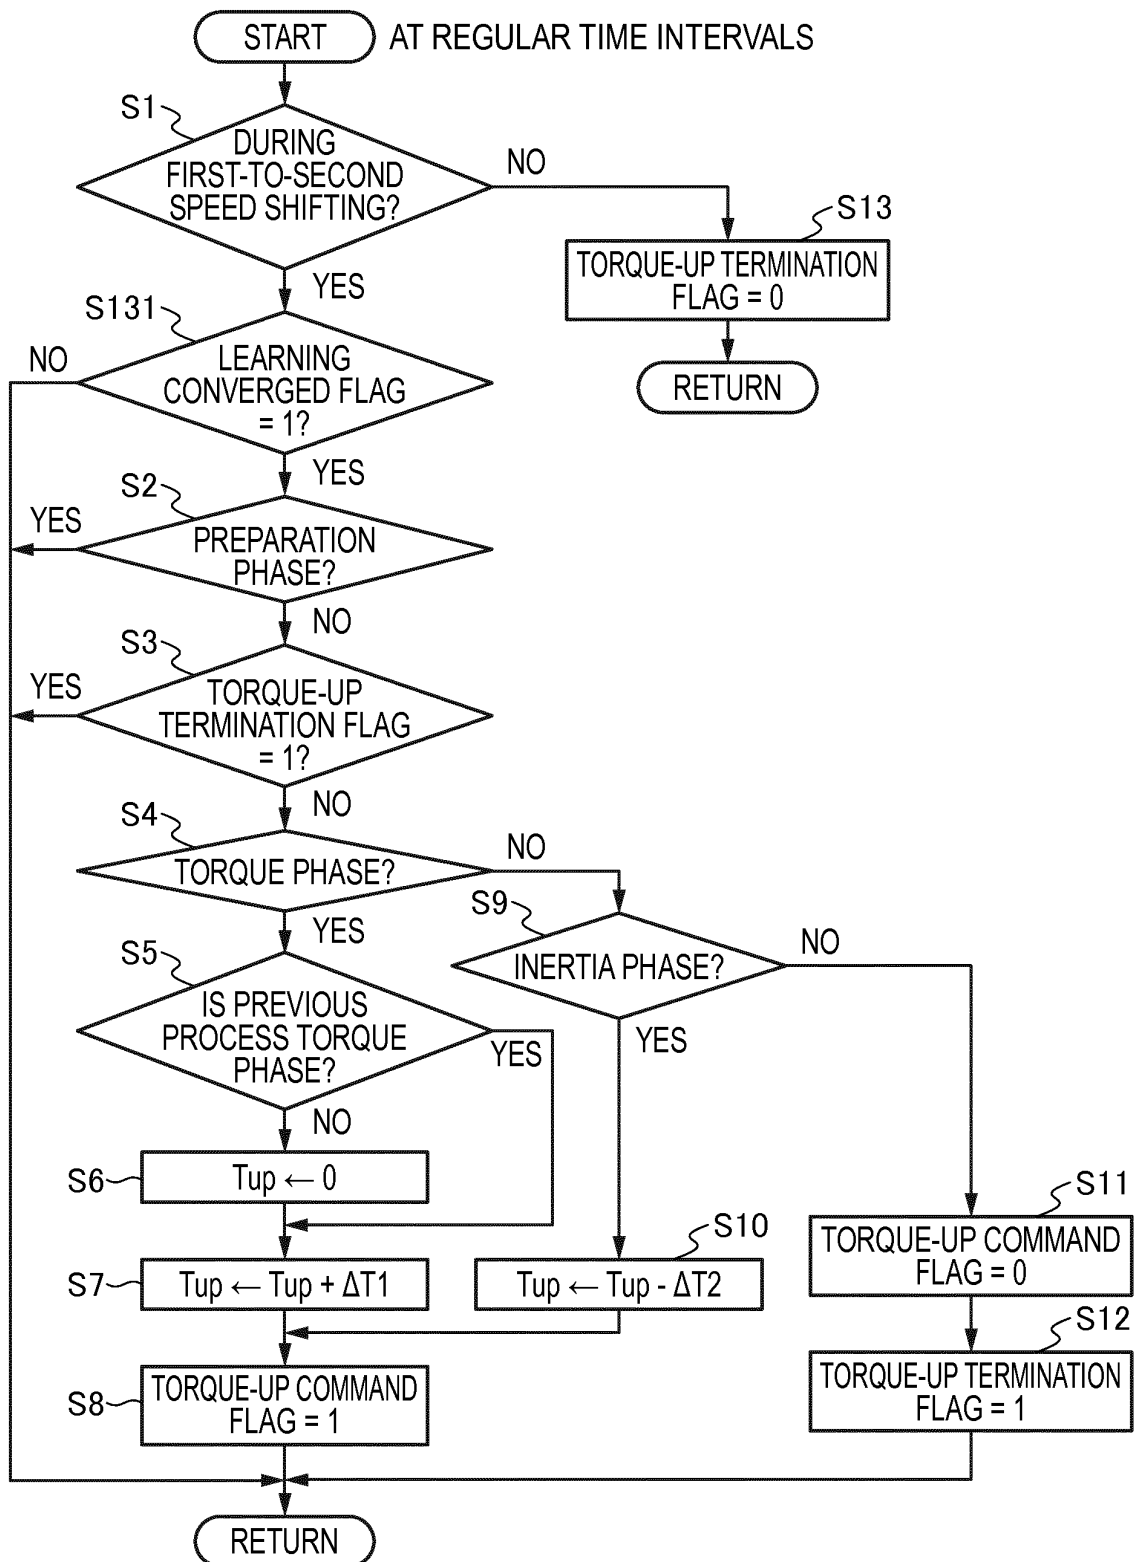 START
AT REGULAR TIME INTERVALS
S1
DURING
FIRST-TO-SECOND
SPEED SHIFTING?
NO
YES
S13
TORQUE-UP TERMINATION
FLAG = 0
RETURN
S131
NO
LEARNING
CONVERGED FLAG
= 1?
YES
S2
YES
PREPARATION
PHASE?
NO
S3
YES
TORQUE-UP
TERMINATION FLAG
= 1?
NO
S4
TORQUE PHASE?
NO
YES
S9
INERTIA PHASE?
NO
YES
S5
IS PREVIOUS
PROCESS TORQUE
PHASE?
YES
NO
S6
Tup ← 0
S7
Tup ← Tup + ΔT1
S10
Tup ← Tup - ΔT2
S11
TORQUE-UP COMMAND
FLAG = 0
S8
TORQUE-UP COMMAND
FLAG = 1
S12
TORQUE-UP TERMINATION
FLAG = 1
RETURN